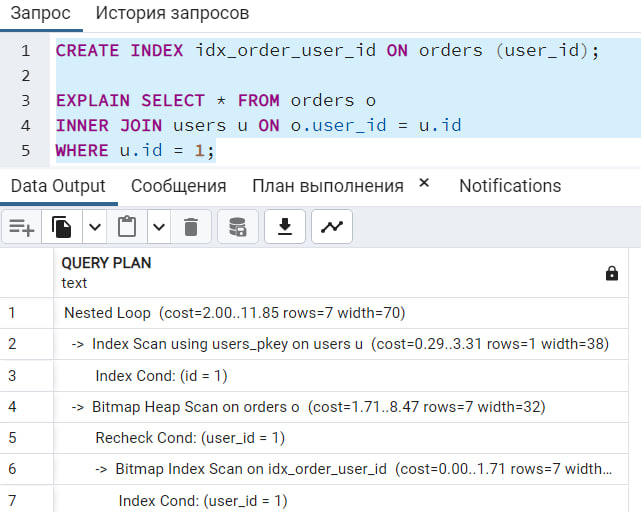 Запрос История запросов
1 CREATE INDEX idx_order_user_id ON orders (user_id);
2
3 EXPLAIN SELECT * FROM orders o
4 INNER JOIN users u ON o.user_id = u.id
5 WHERE u.id = 1;
Data Output Сообщения План выполнения × Notifications
QUERY PLAN
text
1 Nested Loop (cost=2.00..11.85 rows=7 width=70)
2 -> Index Scan using users_pkey on users u (cost=0.29..3.31 rows=1 width=38)
3 Index Cond: (id = 1)
4 -> Bitmap Heap Scan on orders o (cost=1.71..8.47 rows=7 width=32)
5 Recheck Cond: (user_id = 1)
6 -> Bitmap Index Scan on idx_order_user_id (cost=0.00..1.71 rows=7 width...
7 Index Cond: (user_id = 1)